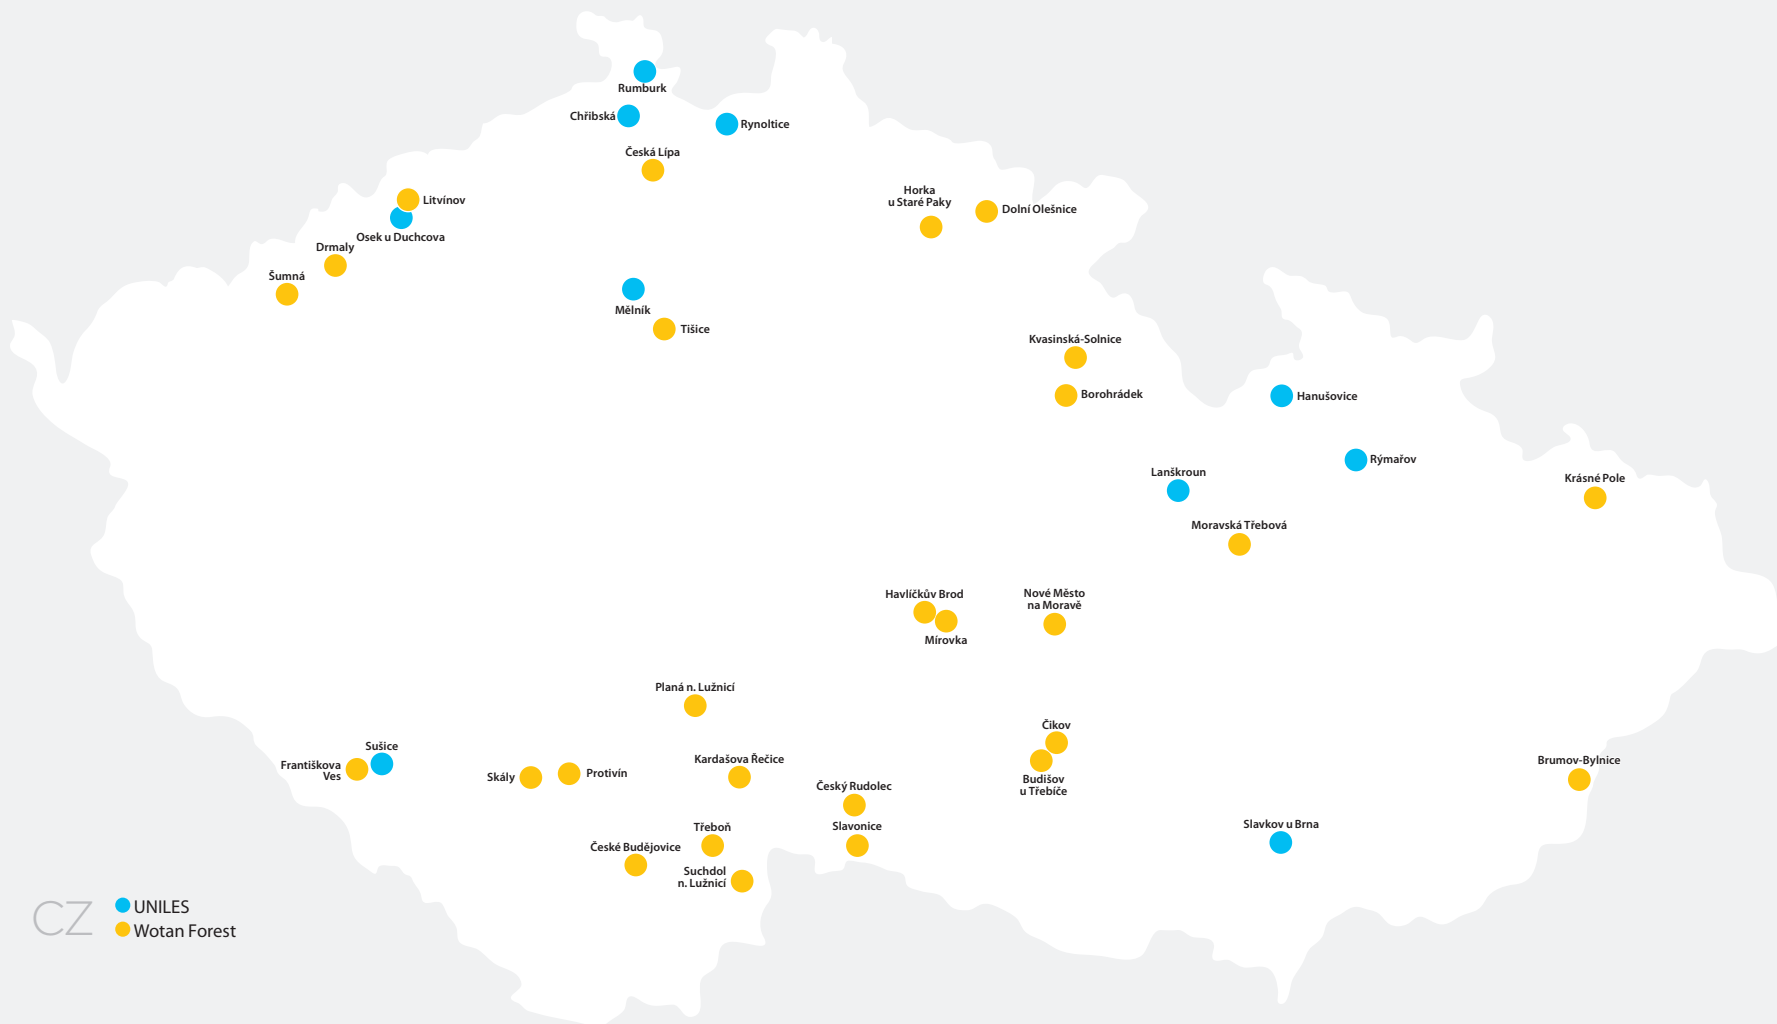 Rumburk
Chřibská
Rynoltice
Česká Lípa
Litvínov
Osek u Duchcova
Drmaly
Šumná
Horka
u Staré Paky
Dolní Olešnice
Mělník
Tišice
Kvasinská-Solnice
Borohrádek
Hanušovice
Rýmařov
Lanškroun
Krásné Pole
Moravská Třebová
Havlíčkův Brod
Mírovka
Nové Město
na Moravě
Planá n. Lužnicí
Čikov
Budišov
u Třebíče
Sušice
Františkova
Ves
Skály
Protivín
Kardašova Řečice
Český Rudolec
Slavonice
Třeboň
České Budějovice
Suchdol
n. Lužnicí
Brumov-Bylnice
Slavkov u Brna
CZ
UNILES
Wotan Forest